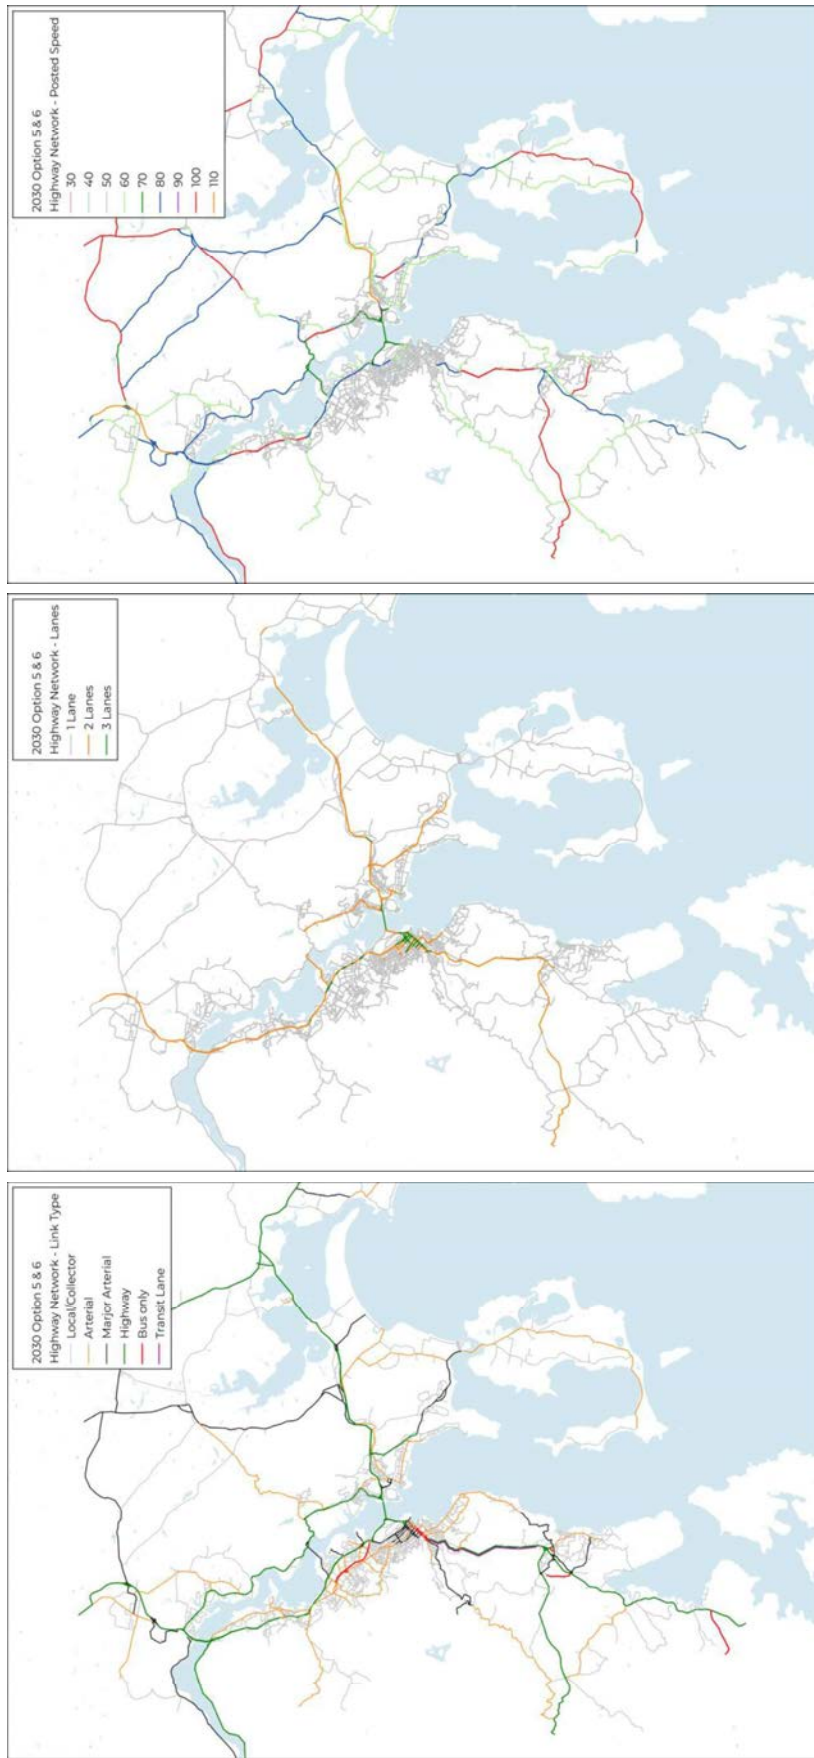 2030 Option 5 & 6
Highway Network - Posted Speed
30
40
50
60
70
80
90
100
110
2030 Option 5 & 6
Highway Network - Lanes
1 Lane
2 Lanes
3 Lanes
2030 Option 5 & 6
Highway Network - Link Type
Local/Collector
Arterial
Marjor Arterial
Highway
Bus only
Transit Lane